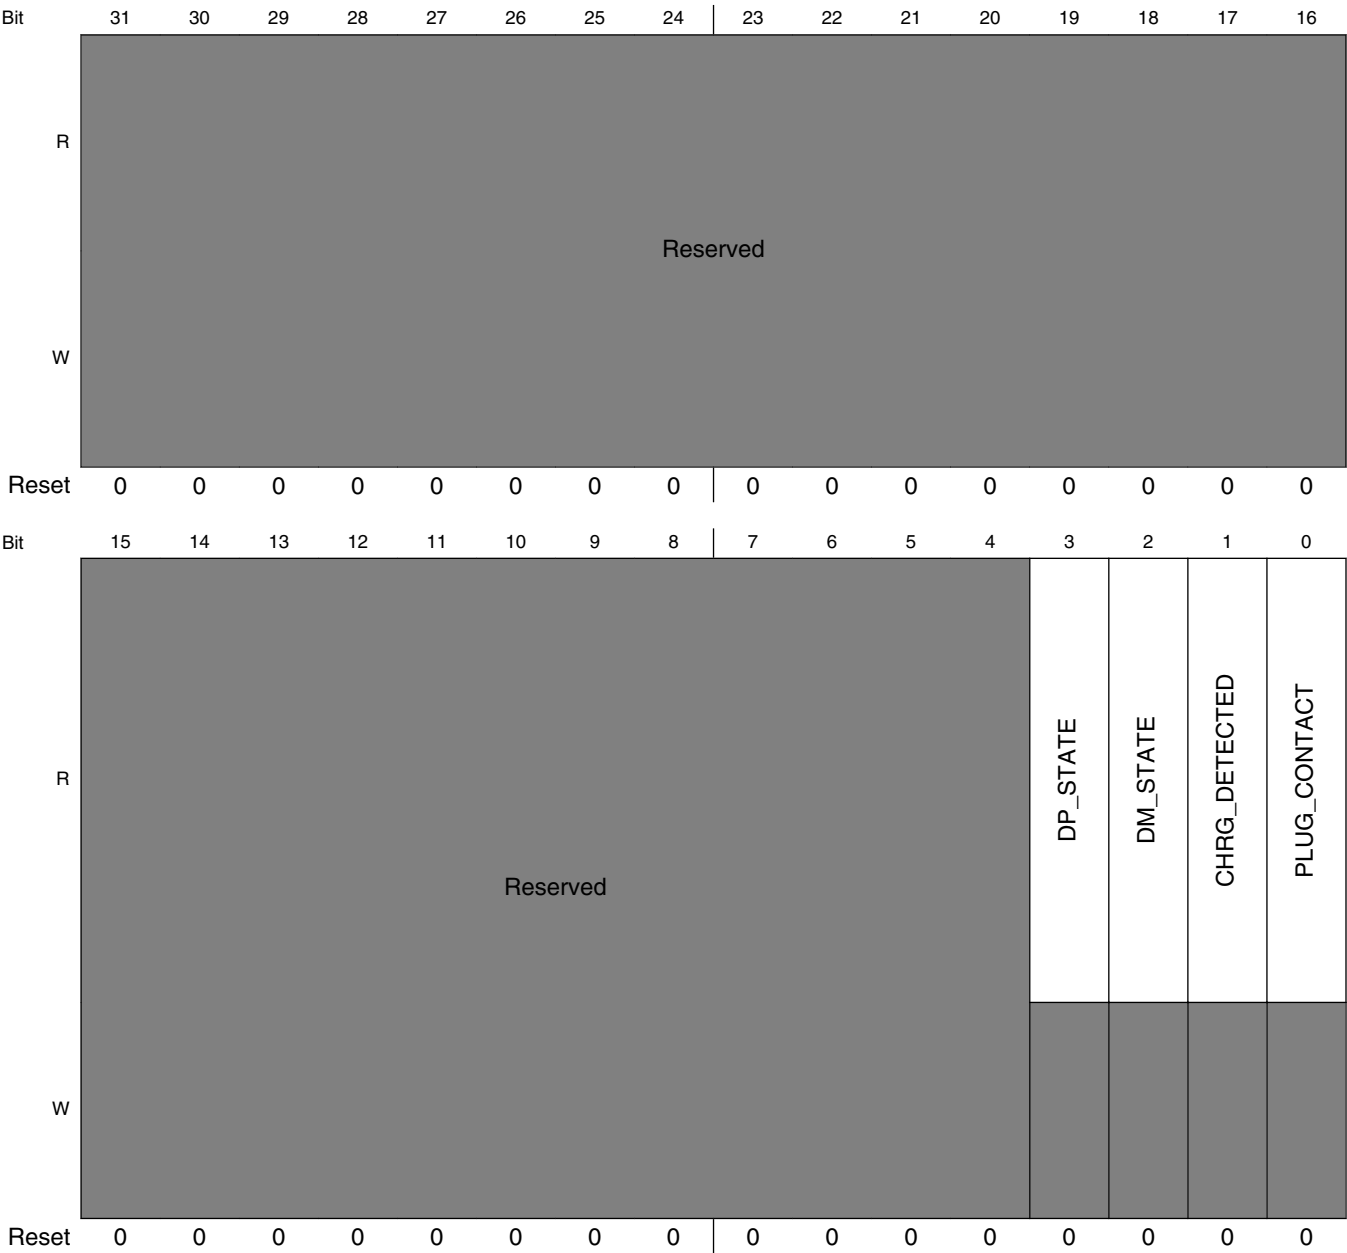 Bit 31 30 29 28 27 26 25 24 23 22 21 20 19 18 17 16
R
Reserved
W
Reset 0 0 0 0 0 0 0 0 0 0 0 0 0 0 0 0
Bit 15 14 13 12 11 10 9 8 7 6 5 4 3 2 1 0
R
Reserved
DP_STATE
DM_STATE
CHRG_DETECTED
PLUG_CONTACT
W
Reset 0 0 0 0 0 0 0 0 0 0 0 0 0 0 0 0